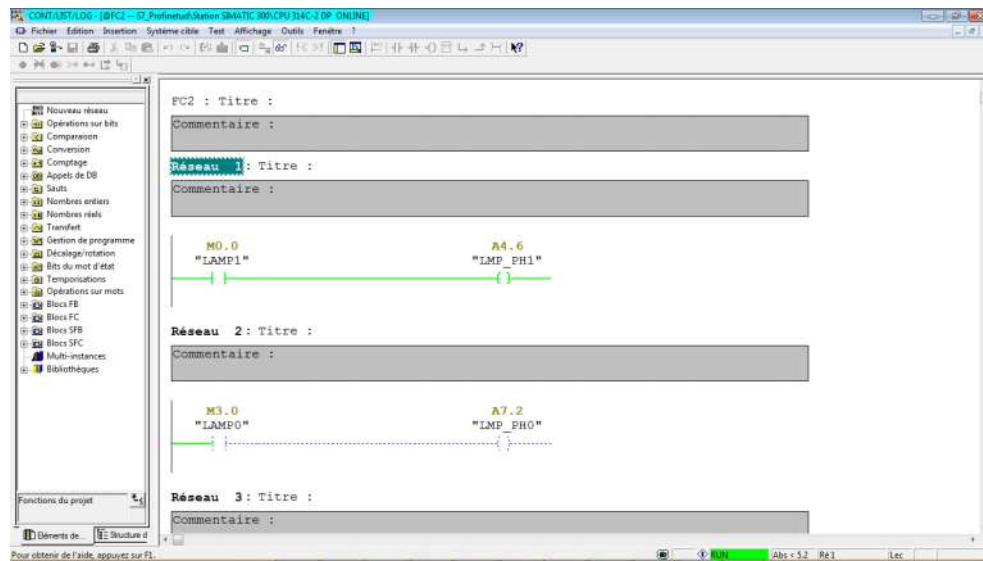 CONT/LIST/LOG - [@FC2 -- S7_Profinetud\Station SIMATIC 300\CPU 314C-2 DP ONLINE]
Fichier Edition Insertion Système cible Test Affichage Outils Fenêtre ?
Nouveau réseau
Opérations sur bits
Comparaison
Conversion
Comptage
Appels de DB
Sauts
Nombres entiers
Nombres réels
Transfert
Gestion de programme
Décalage/rotation
Bits du mot d'état
Temporisations
Opérations sur mots
Blocs FB
Blocs FC
Blocs SFB
Blocs SFC
Multi-instances
Bibliothèques
Fonctions du projet
Eléments de...
Structure d
FC2 : Titre :
Commentaire :
Réseau 1: Titre :
Commentaire :
M0.0 A4.6
"LAMP1" "LMP_PH1"
Réseau 2: Titre :
Commentaire :
M3.0 A7.2
"LAMP0" "LMP_PH0"
Réseau 3: Titre :
Commentaire :
Pour obtenir de l'aide, appuyez sur F1.
RUN Abs < 5.2 Ré 1 Lec